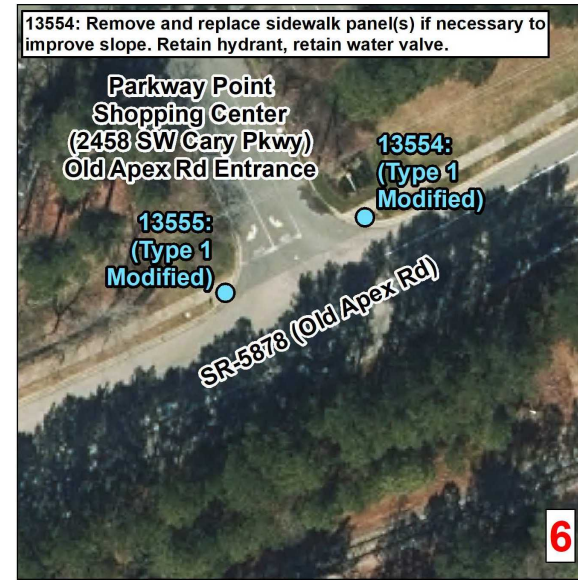 13554: Remove and replace sidewalk panel(s) if necessary to
improve slope. Retain hydrant, retain water valve.
Parkway Point
Shopping Center
(2458 SW Cary Pkwy)
Old Apex Rd Entrance
13554:
(Type 1
Modified)
13555:
(Type 1
Modified)
SR-5878 (Old Apex Rd)
6